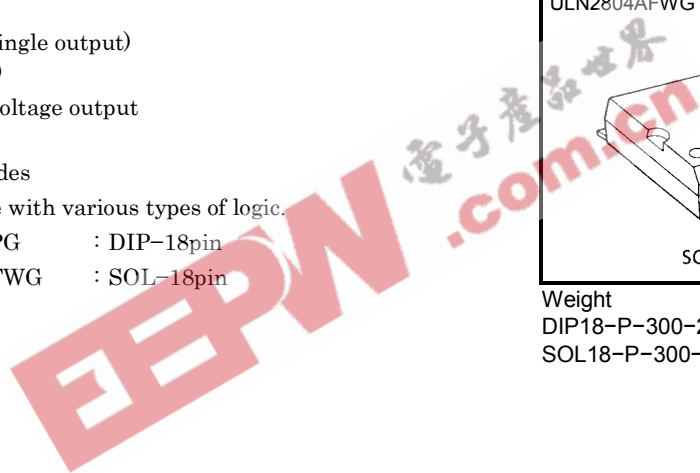 ingle output)
)
oltage output
des
e with various types of logic.
PG : DIP−18pin
FWG : SOL−18pin
ULN2804AFWG
SO
Weight
DIP18−P−300−2
SOL18−P−300−
EEPW.com.cn
電子產品世界